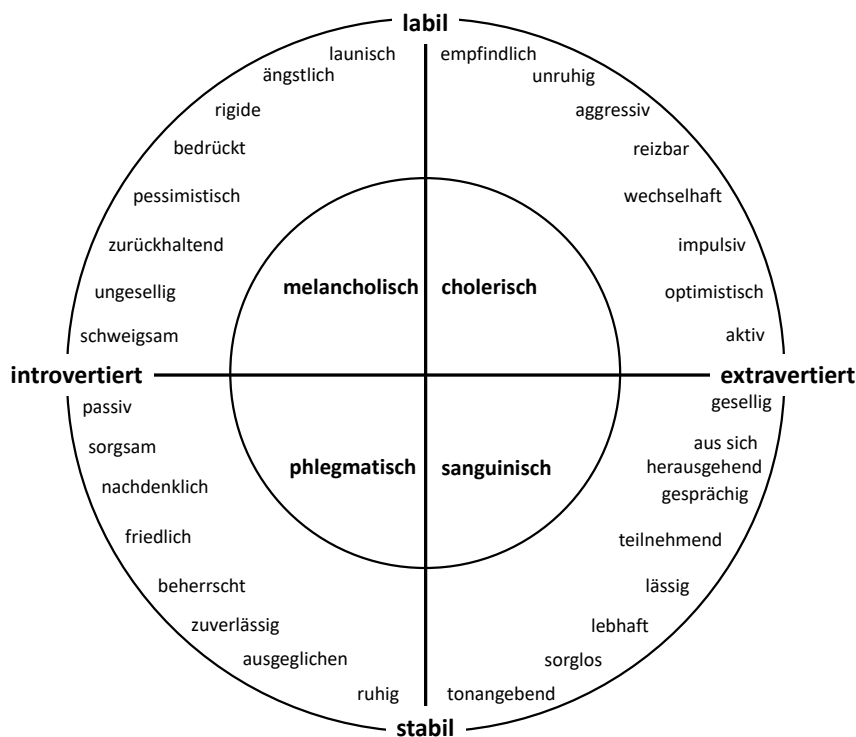 labil
launisch
empfindlich
ängstlich
unruhig
rigide
aggressiv
bedrückt
reizbar
pessimistisch
wechselhaft
zurückhaltend
impulsiv
melancholisch
cholerisch
ungesellig
optimistisch
schweigsam
aktiv
introvertiert
extravertiert
passiv
gesellig
sorgsam
aus sich
herausgehend
phlegmatisch
sanguinisch
nachdenklich
gesprächig
friedlich
teilnehmend
beherrscht
lässig
zuverlässig
lebhaft
ausgeglichen
sorglos
ruhig
tonangebend
stabil